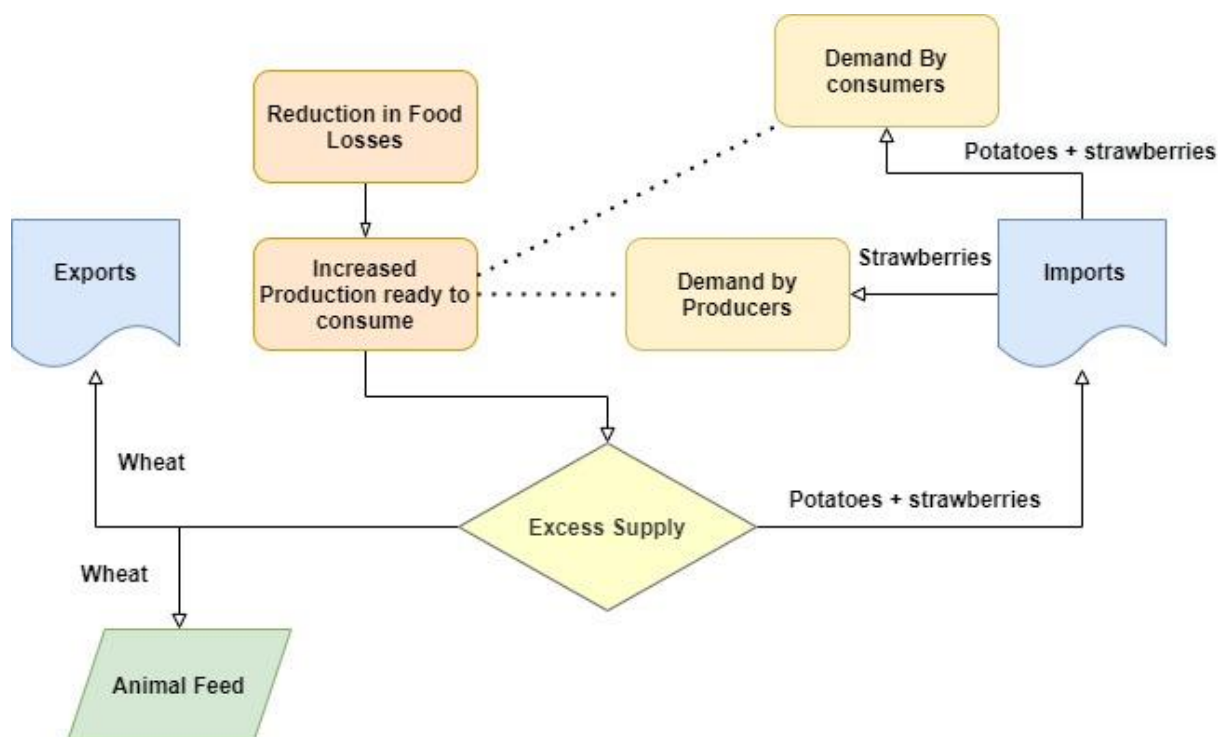 Demand By
consumers
Reduction in Food
Losses
Potatoes + strawberries
Exports
Increased
Production ready to
consume
Demand by
Producers
Strawberries
Imports
Wheat
Excess Supply
Potatoes + strawberries
Wheat
Animal Feed